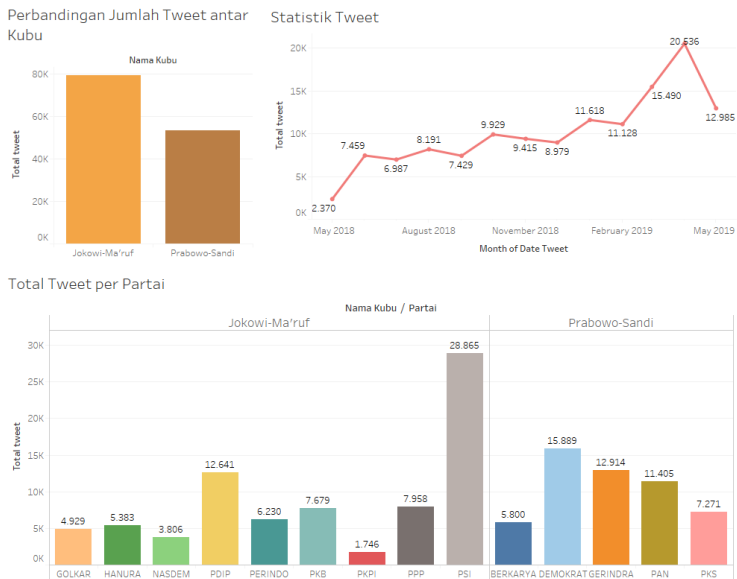 Perbandingan Jumlah Tweet antar
Kubu
Nama Kubu
Total tweet
80K
60K
40K
20K
0K
Jokowi-Ma'ruf
Prabowo-Sandi
Statistik Tweet
Total tweet
20K
15K
10K
5K
0K
2.370
7.459
6.987
8.191
7.429
9.929
9.415
8.979
11.618
11.128
15.490
20.536
12.985
May 2018
August 2018
November 2018
February 2019
May 2019
Month of Date Tweet
Total Tweet per Partai
Nama Kubu / Partai
Jokowi-Ma'ruf
Prabowo-Sandi
Total tweet
30K
25K
20K
15K
10K
5K
0K
4.929
5.383
3.806
12.641
6.230
7.679
1.746
7.958
28.865
5.800
15.889
12.914
11.405
7.271
GOLKAR
HANURA
NASDEM
PDIP
PERINDO
PKB
PKPI
PPP
PSI
BERKARYA
DEMOKRAT
GERINDRA
PAN
PKS